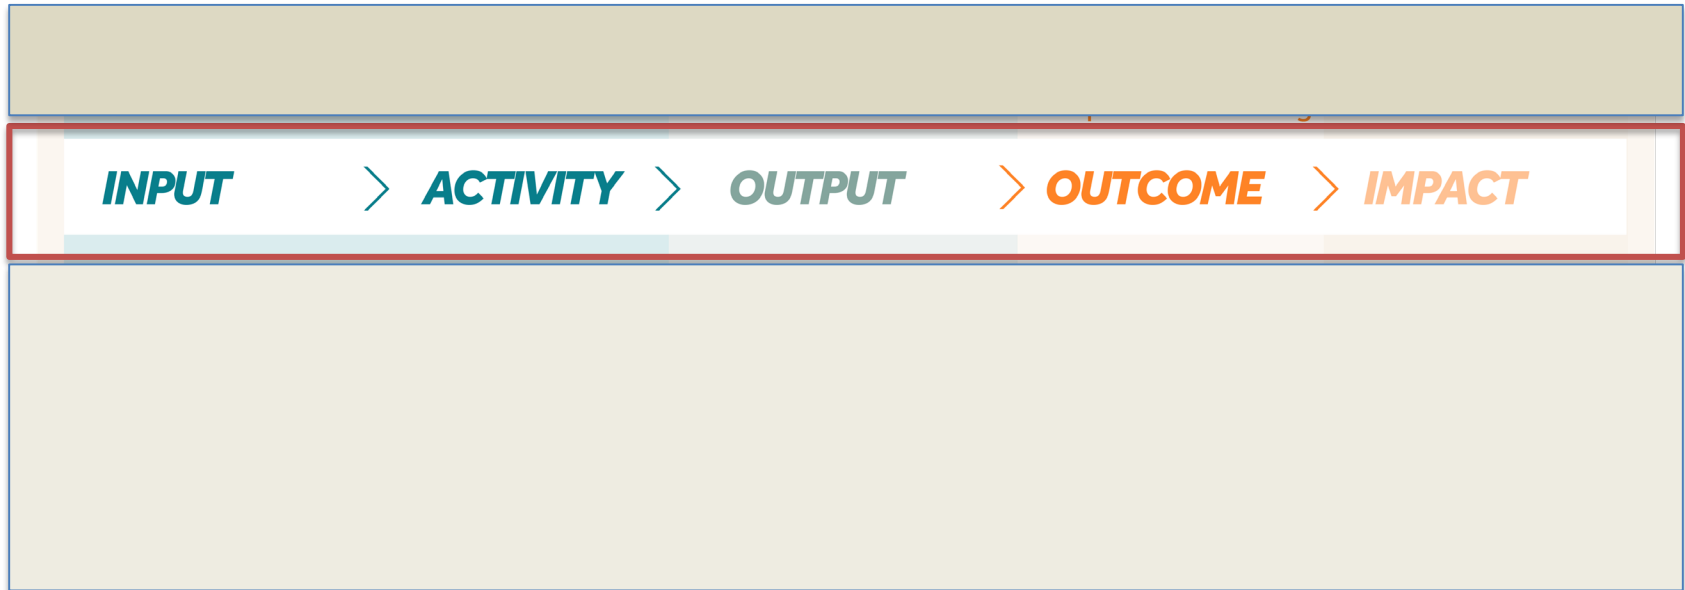 INPUT > ACTIVITY > OUTPUT > OUTCOME > IMPACT